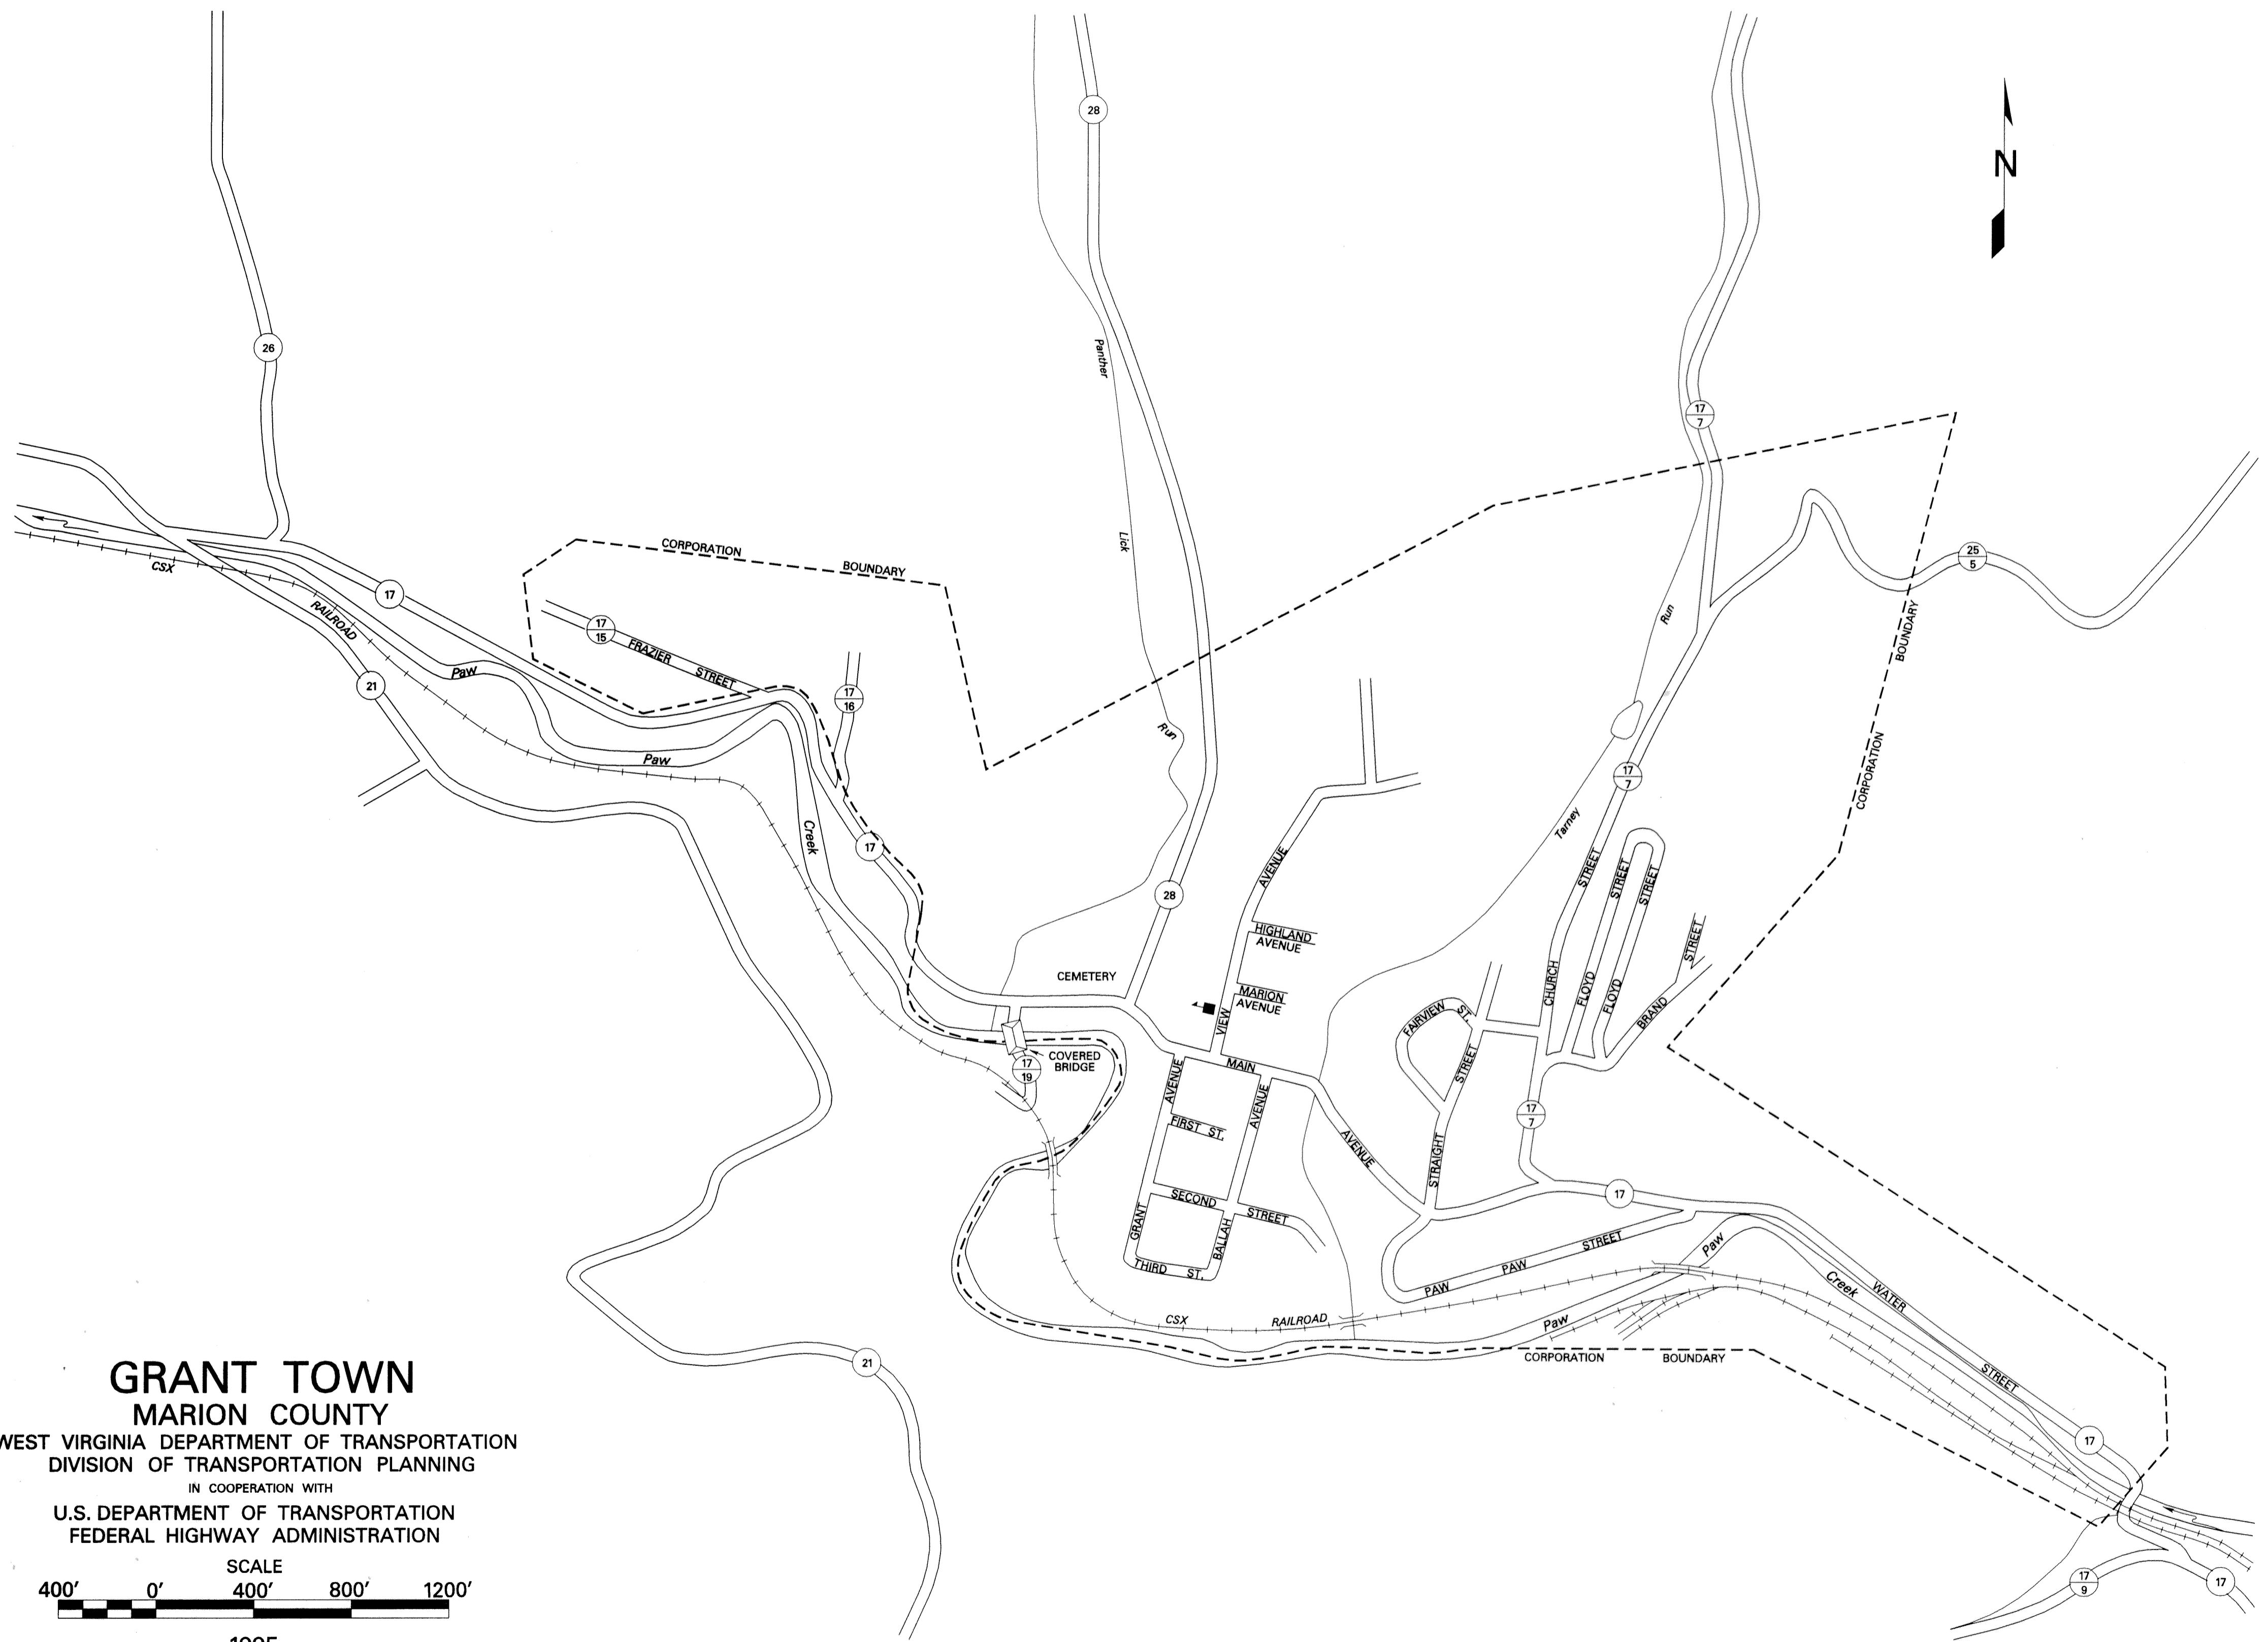 28
N
26
Panther
Lick
Run
17
7
25
5
CORPORATION
BOUNDARY
CSX
RAILROAD
17
17
15
FRAZIER STREET
21
Paw
Paw
Creek
17
16
17
Run
Tarney
BOUNDARY
CORPORATION
17
7
28
CEMETERY
AVENUE
HIGHLAND
AVENUE
MARION
AVENUE
VIEW
CHURCH STREET
FLOYD STREET
FLOYD STREET
BRAND STREET
FAIRVIEW ST.
STRAIGHT STREET
COVERED
BRIDGE
17
19
MAIN AVENUE
GRANT AVENUE
BALLAH AVENUE
FIRST ST.
SECOND STREET
THIRD ST.
17
7
17
PAW PAW STREET
Paw
Creek
WATER STREET
CSX RAILROAD
Paw
CORPORATION BOUNDARY
21
17
17
9
17
GRANT TOWN
MARION COUNTY
WEST VIRGINIA DEPARTMENT OF TRANSPORTATION
DIVISION OF TRANSPORTATION PLANNING
IN COOPERATION WITH
U.S. DEPARTMENT OF TRANSPORTATION
FEDERAL HIGHWAY ADMINISTRATION
SCALE
400' 0' 400' 800' 1200'